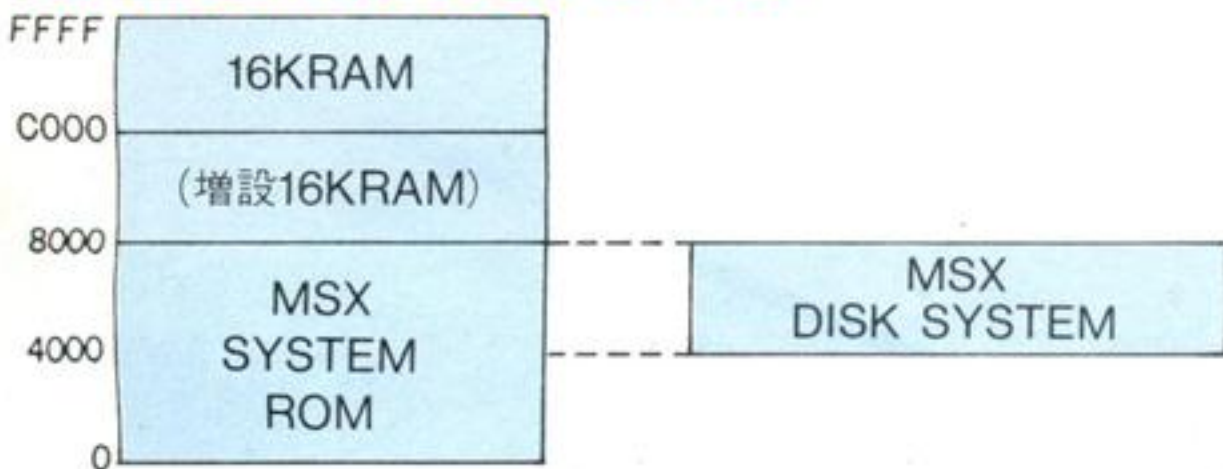 FFFF
16KRAM
C000
(増設16KRAM)
8000
MSX
SYSTEM
ROM
4000
0
MSX
DISK SYSTEM